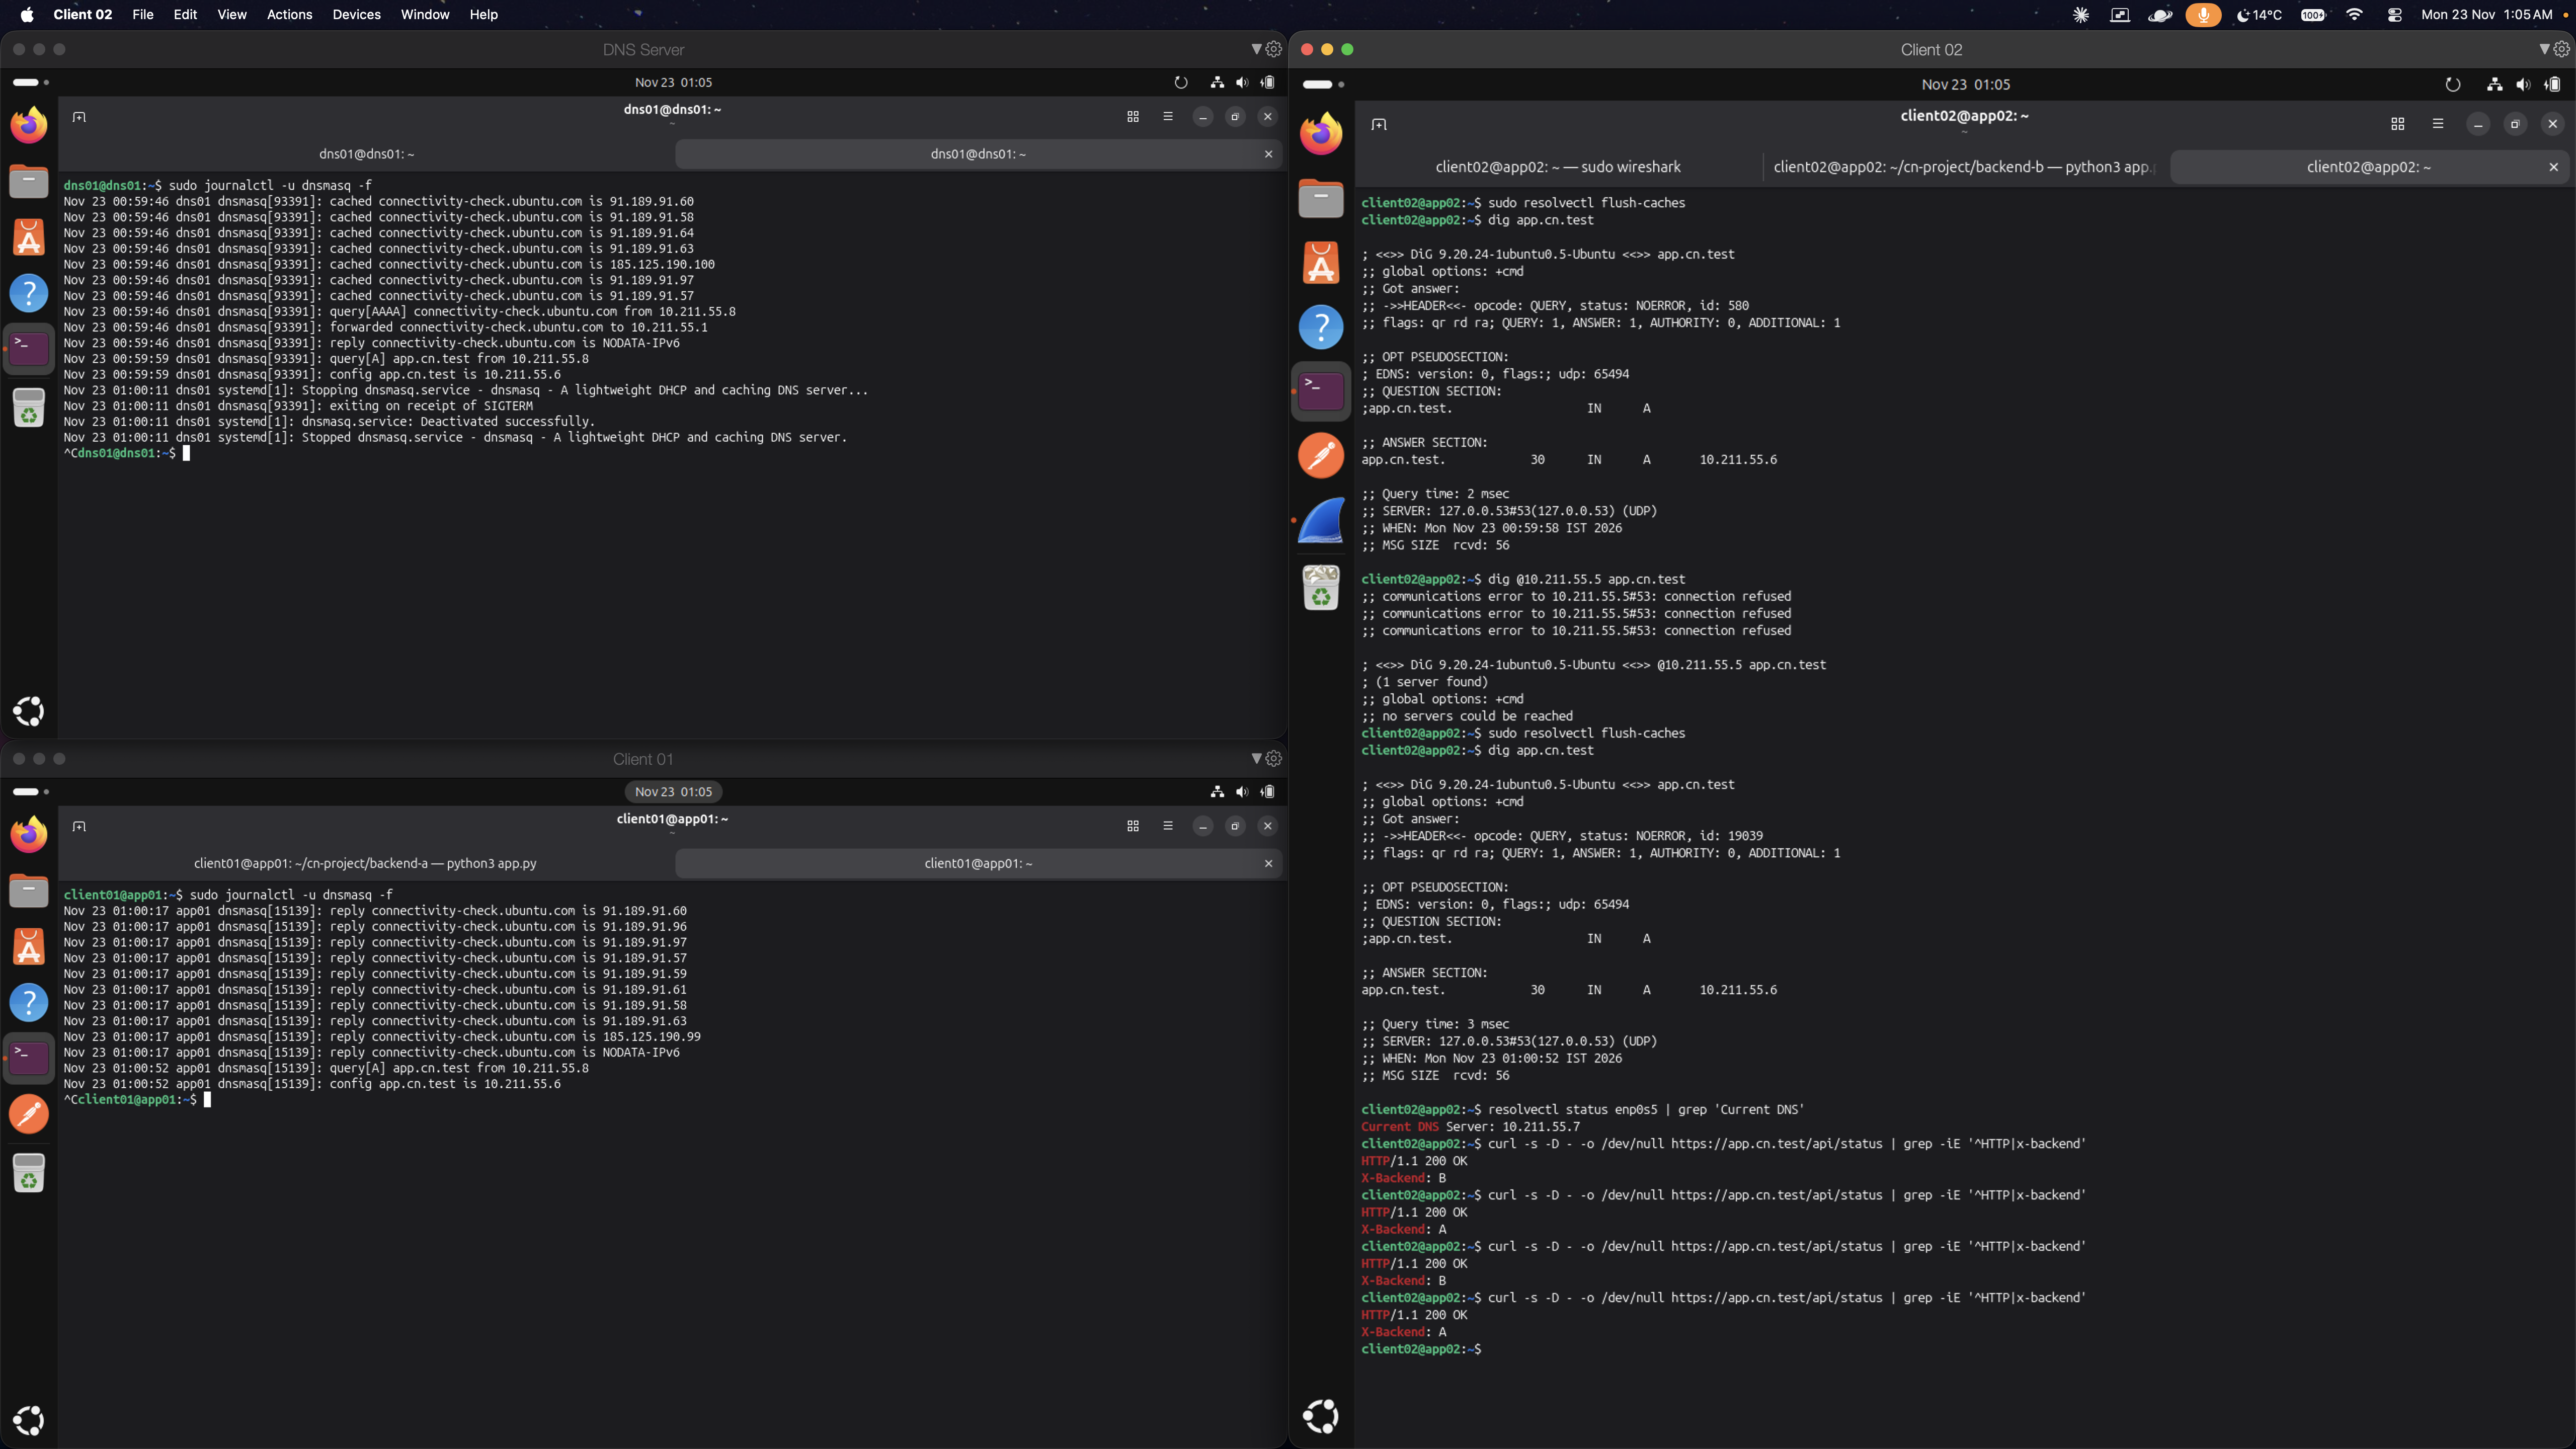 Client 02 File Edit View Actions Devices Window Help
14°C 100 Mon 23 Nov 1:05 AM
DNS Server
Nov 23 01:05
dns01@dns01: ~
~
dns01@dns01: ~
dns01@dns01: ~
dns01@dns01:~$ sudo journalctl -u dnsmasq -f
Nov 23 00:59:46 dns01 dnsmasq[93391]: cached connectivity-check.ubuntu.com is 91.189.91.60
Nov 23 00:59:46 dns01 dnsmasq[93391]: cached connectivity-check.ubuntu.com is 91.189.91.58
Nov 23 00:59:46 dns01 dnsmasq[93391]: cached connectivity-check.ubuntu.com is 91.189.91.64
Nov 23 00:59:46 dns01 dnsmasq[93391]: cached connectivity-check.ubuntu.com is 91.189.91.63
Nov 23 00:59:46 dns01 dnsmasq[93391]: cached connectivity-check.ubuntu.com is 185.125.190.100
Nov 23 00:59:46 dns01 dnsmasq[93391]: cached connectivity-check.ubuntu.com is 91.189.91.97
Nov 23 00:59:46 dns01 dnsmasq[93391]: cached connectivity-check.ubuntu.com is 91.189.91.57
Nov 23 00:59:46 dns01 dnsmasq[93391]: query[AAAA] connectivity-check.ubuntu.com from 10.211.55.8
Nov 23 00:59:46 dns01 dnsmasq[93391]: forwarded connectivity-check.ubuntu.com to 10.211.55.1
Nov 23 00:59:46 dns01 dnsmasq[93391]: reply connectivity-check.ubuntu.com is NODATA-IPv6
Nov 23 00:59:59 dns01 dnsmasq[93391]: query[A] app.cn.test from 10.211.55.8
Nov 23 00:59:59 dns01 dnsmasq[93391]: config app.cn.test is 10.211.55.6
Nov 23 01:00:11 dns01 systemd[1]: Stopping dnsmasq.service - dnsmasq - A lightweight DHCP and caching DNS server...
Nov 23 01:00:11 dns01 dnsmasq[93391]: exiting on receipt of SIGTERM
Nov 23 01:00:11 dns01 systemd[1]: dnsmasq.service: Deactivated successfully.
Nov 23 01:00:11 dns01 systemd[1]: Stopped dnsmasq.service - dnsmasq - A lightweight DHCP and caching DNS server.
^Cdns01@dns01:~$
Client 01
Nov 23 01:05
client01@app01: ~
~
client01@app01: ~/cn-project/backend-a — python3 app.py
client01@app01: ~
client01@app01:~$ sudo journalctl -u dnsmasq -f
Nov 23 01:00:17 app01 dnsmasq[15139]: reply connectivity-check.ubuntu.com is 91.189.91.60
Nov 23 01:00:17 app01 dnsmasq[15139]: reply connectivity-check.ubuntu.com is 91.189.91.96
Nov 23 01:00:17 app01 dnsmasq[15139]: reply connectivity-check.ubuntu.com is 91.189.91.97
Nov 23 01:00:17 app01 dnsmasq[15139]: reply connectivity-check.ubuntu.com is 91.189.91.57
Nov 23 01:00:17 app01 dnsmasq[15139]: reply connectivity-check.ubuntu.com is 91.189.91.59
Nov 23 01:00:17 app01 dnsmasq[15139]: reply connectivity-check.ubuntu.com is 91.189.91.61
Nov 23 01:00:17 app01 dnsmasq[15139]: reply connectivity-check.ubuntu.com is 91.189.91.58
Nov 23 01:00:17 app01 dnsmasq[15139]: reply connectivity-check.ubuntu.com is 91.189.91.63
Nov 23 01:00:17 app01 dnsmasq[15139]: reply connectivity-check.ubuntu.com is 185.125.190.99
Nov 23 01:00:17 app01 dnsmasq[15139]: reply connectivity-check.ubuntu.com is NODATA-IPv6
Nov 23 01:00:52 app01 dnsmasq[15139]: query[A] app.cn.test from 10.211.55.8
Nov 23 01:00:52 app01 dnsmasq[15139]: config app.cn.test is 10.211.55.6
^Cclient01@app01:~$
Client 02
Nov 23 01:05
client02@app02: ~
~
client02@app02: ~ — sudo wireshark
client02@app02: ~/cn-project/backend-b — python3 app.p
client02@app02: ~
client02@app02:~$ sudo resolvectl flush-caches
client02@app02:~$ dig app.cn.test

; <<>> DiG 9.20.24-1ubuntu0.5-Ubuntu <<>> app.cn.test
;; global options: +cmd
;; Got answer:
;; ->>HEADER<<- opcode: QUERY, status: NOERROR, id: 580
;; flags: qr rd ra; QUERY: 1, ANSWER: 1, AUTHORITY: 0, ADDITIONAL: 1

;; OPT PSEUDOSECTION:
; EDNS: version: 0, flags:; udp: 65494
;; QUESTION SECTION:
;app.cn.test. IN A

;; ANSWER SECTION:
app.cn.test. 30 IN A 10.211.55.6

;; Query time: 2 msec
;; SERVER: 127.0.0.53#53(127.0.0.53) (UDP)
;; WHEN: Mon Nov 23 00:59:58 IST 2026
;; MSG SIZE rcvd: 56

client02@app02:~$ dig @10.211.55.5 app.cn.test
;; communications error to 10.211.55.5#53: connection refused
;; communications error to 10.211.55.5#53: connection refused
;; communications error to 10.211.55.5#53: connection refused

; <<>> DiG 9.20.24-1ubuntu0.5-Ubuntu <<>> @10.211.55.5 app.cn.test
; (1 server found)
;; global options: +cmd
;; no servers could be reached
client02@app02:~$ sudo resolvectl flush-caches
client02@app02:~$ dig app.cn.test

; <<>> DiG 9.20.24-1ubuntu0.5-Ubuntu <<>> app.cn.test
;; global options: +cmd
;; Got answer:
;; ->>HEADER<<- opcode: QUERY, status: NOERROR, id: 19039
;; flags: qr rd ra; QUERY: 1, ANSWER: 1, AUTHORITY: 0, ADDITIONAL: 1

;; OPT PSEUDOSECTION:
; EDNS: version: 0, flags:; udp: 65494
;; QUESTION SECTION:
;app.cn.test. IN A

;; ANSWER SECTION:
app.cn.test. 30 IN A 10.211.55.6

;; Query time: 3 msec
;; SERVER: 127.0.0.53#53(127.0.0.53) (UDP)
;; WHEN: Mon Nov 23 01:00:52 IST 2026
;; MSG SIZE rcvd: 56

client02@app02:~$ resolvectl status enp0s5 | grep 'Current DNS'
Current DNS Server: 10.211.55.7
client02@app02:~$ curl -s -D - -o /dev/null https://app.cn.test/api/status | grep -iE '^HTTP|x-backend'
HTTP/1.1 200 OK
X-Backend: B
client02@app02:~$ curl -s -D - -o /dev/null https://app.cn.test/api/status | grep -iE '^HTTP|x-backend'
HTTP/1.1 200 OK
X-Backend: A
client02@app02:~$ curl -s -D - -o /dev/null https://app.cn.test/api/status | grep -iE '^HTTP|x-backend'
HTTP/1.1 200 OK
X-Backend: B
client02@app02:~$ curl -s -D - -o /dev/null https://app.cn.test/api/status | grep -iE '^HTTP|x-backend'
HTTP/1.1 200 OK
X-Backend: A
client02@app02:~$